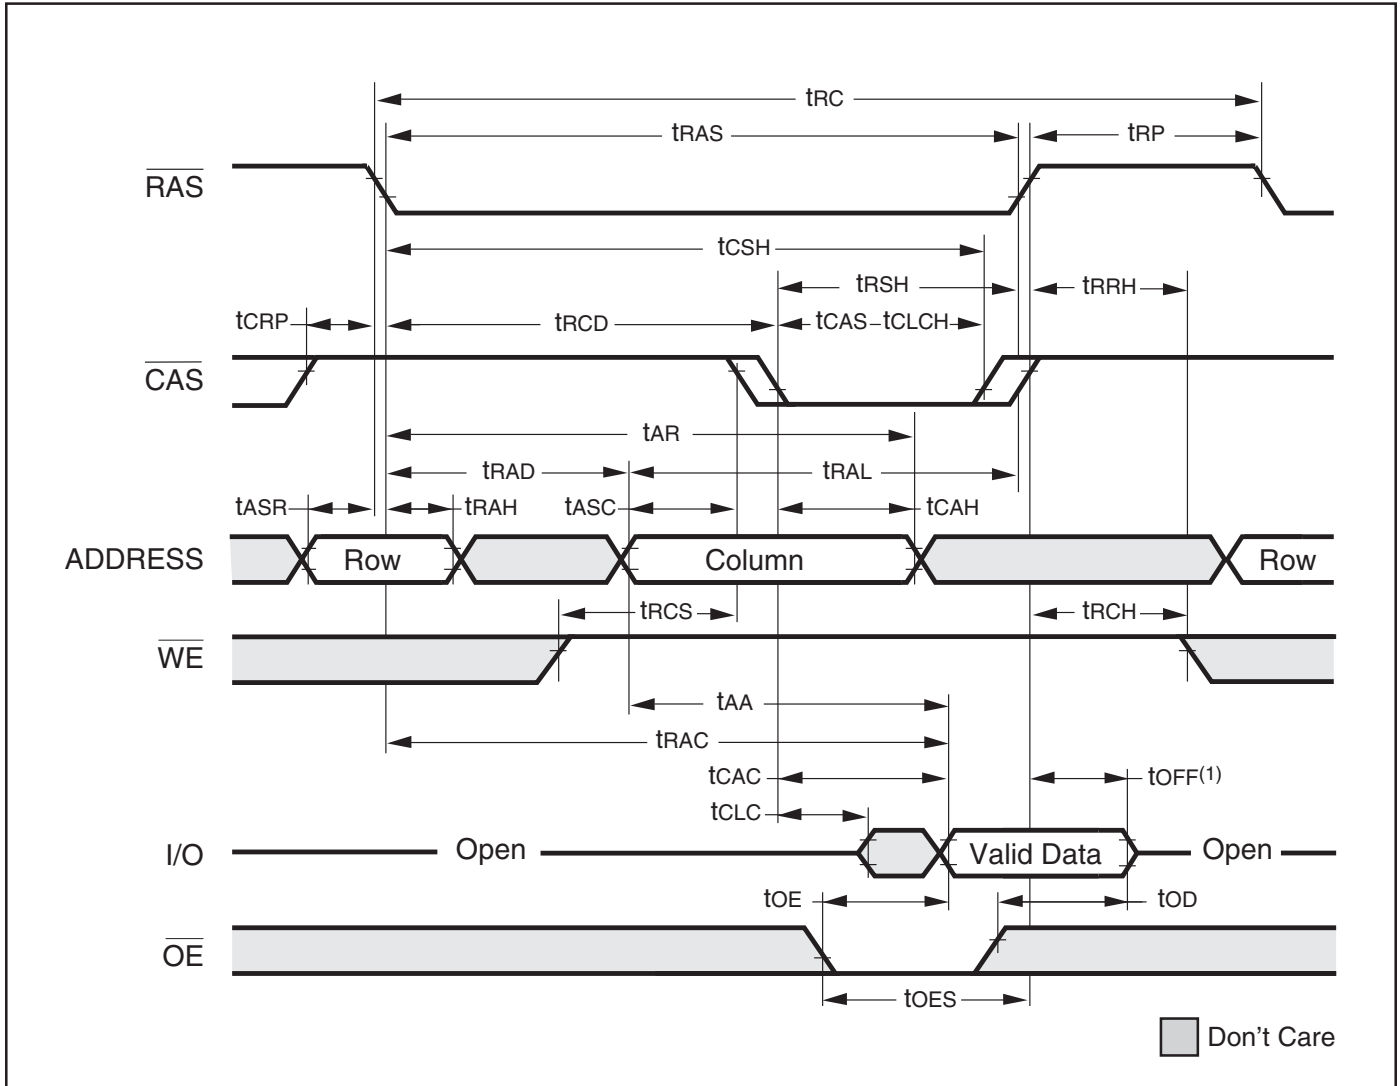 tRC
tRAS tRP
RAS
tCSH
tRSH tRRH
tCRP tRCD tCAS tCLCH
CAS
tAR
tRAD tRAL
tASR tRAH tASC tCAH
ADDRESS Row Column Row
tRCS tRCH
WE
tAA
tRAC
tCAC tOFF(1)
tCLC
I/O Open Valid Data Open
tOE tOD
OE
tOES
Don't Care